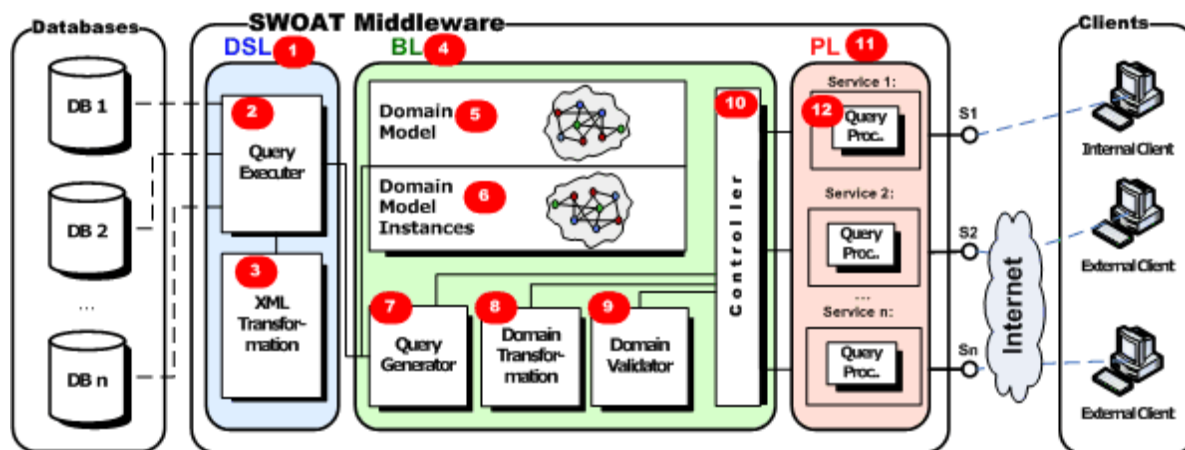 Databases
DB 1
DB 2
...
DB n
SWOAT Middleware
DSL 1
2
Query
Executer
3
XML
Transfor-
mation
BL 4
Domain
Model
5
Domain
Model
Instances
6
7
Query
Generator
8
Domain
Transfor-
mation
9
Domain
Validator
10
Controller
PL 11
Service 1:
12
Query
Proc..
Service 2:
Query
Proc..
...
Service n:
Query
Proc..
S1
S2
Sn
Internet
Clients
Internal Client
External Client
External Client